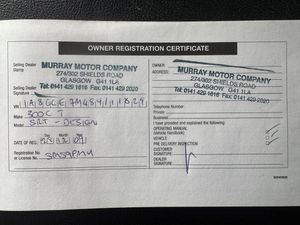 OWNER REGISTRATION CERTIFICATE
Selling Dealer
Stamp
MURRAY MOTOR COMPANY
274/302 SHIELDS ROAD
GLASGOW G41 1LA
Selling Dealer
Signature
Tel: 0141 429 1616 Fax: 0141 429 2020
VIN
Make
300C
Model
SRT - DESIGN
Day Month Year
DATE OF REG.
Registration No.
or License No.
SM59PMU
OWNER:
ADDRESS:
MURRAY MOTOR COMPANY
274/302 SHIELDS ROAD
GLASGOW G41 1LA
Tel: 0141 429 1616 Fax: 0141 429 2020
Telephone Number
Private
Business
I have provided and explained the following:
OPERATING MANUAL
(Vehicle Handbook)
VEHICLE
PRE DELIVERY INSPECTION
CUSTOMER
SIGNATURE
DEALER
SIGNATURE